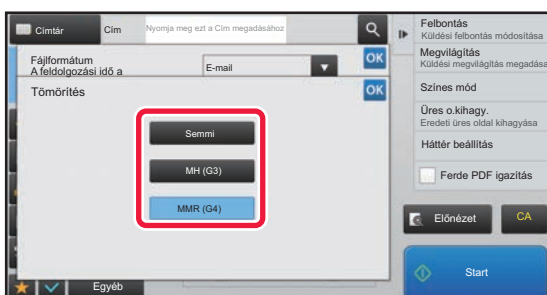 Címtár
Cím
Nyomja meg ezt a Cím megadásához
Fájlformátum
A feldolgozási idő a
E-mail
OK
Tömörítés
OK
Semmi
MH (G3)
MMR (G4)
Egyéb
Felbontás
Küldési felbontás módosítása
Megvilágítás
Küldési megvilágítás megadása
Színes mód
Üres o.kihagy.
Eredeti üres oldal kihagyása
Háttér beállítás
Ferde PDF igazítás
Előnézet
CA
Start